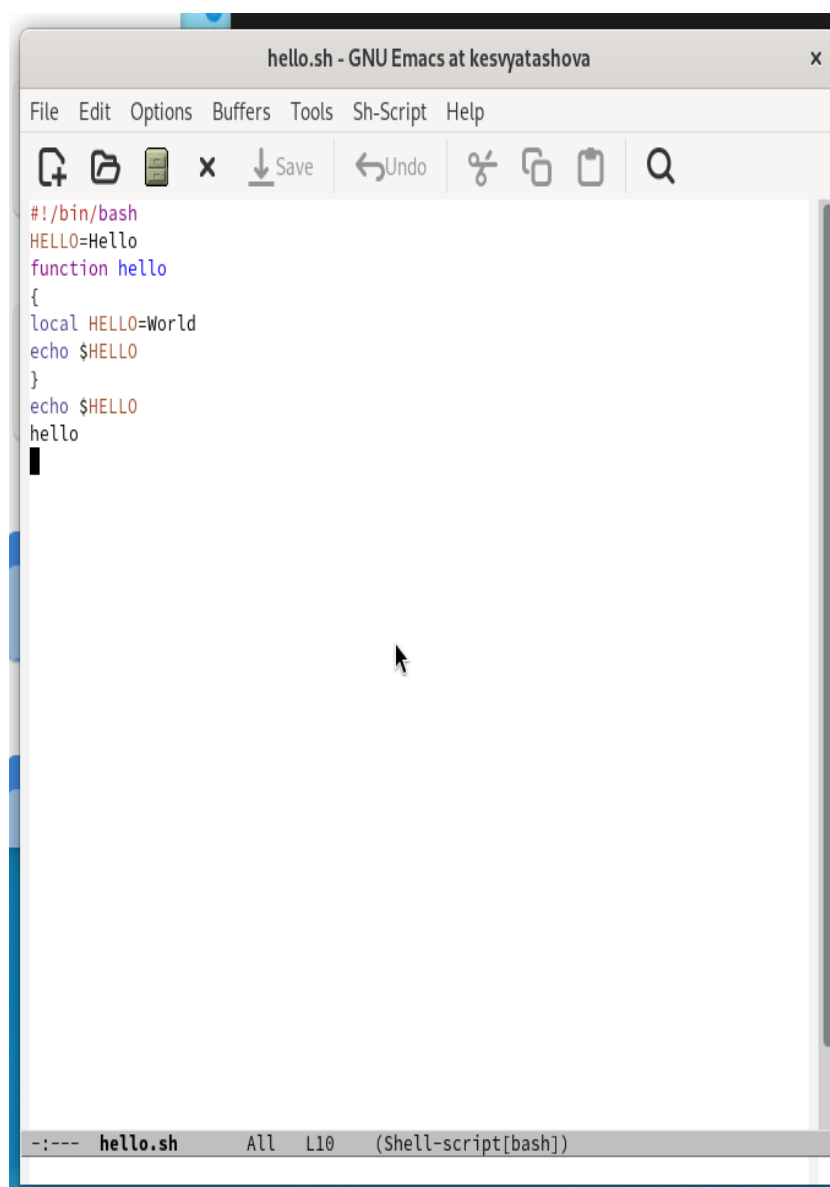 hello.sh - GNU Emacs at kesvyatashova
File Edit Options Buffers Tools Sh-Script Help
Save Undo
#!/bin/bash
HELLO=Hello
function hello
{
local HELLO=World
echo $HELLO
}
echo $HELLO
hello
-:--- hello.sh All L10 (Shell-script[bash])